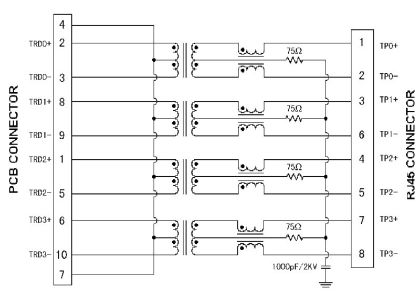 4
TRD0+ 2 75Ω 1 TP0+
TRD0- 3 2 TP0-
TRD1+ 8 75Ω 3 TP1+
TRD1- 9 6 TP1-
TRD2+ 1 75Ω 4 TP2+
TRD2- 5 5 TP2-
TRD3+ 6 75Ω 7 TP3+
TRD3- 10 8 TP3-
7 1000pF/2KV
PCB CONNECTOR
RJ45 CONNECTOR